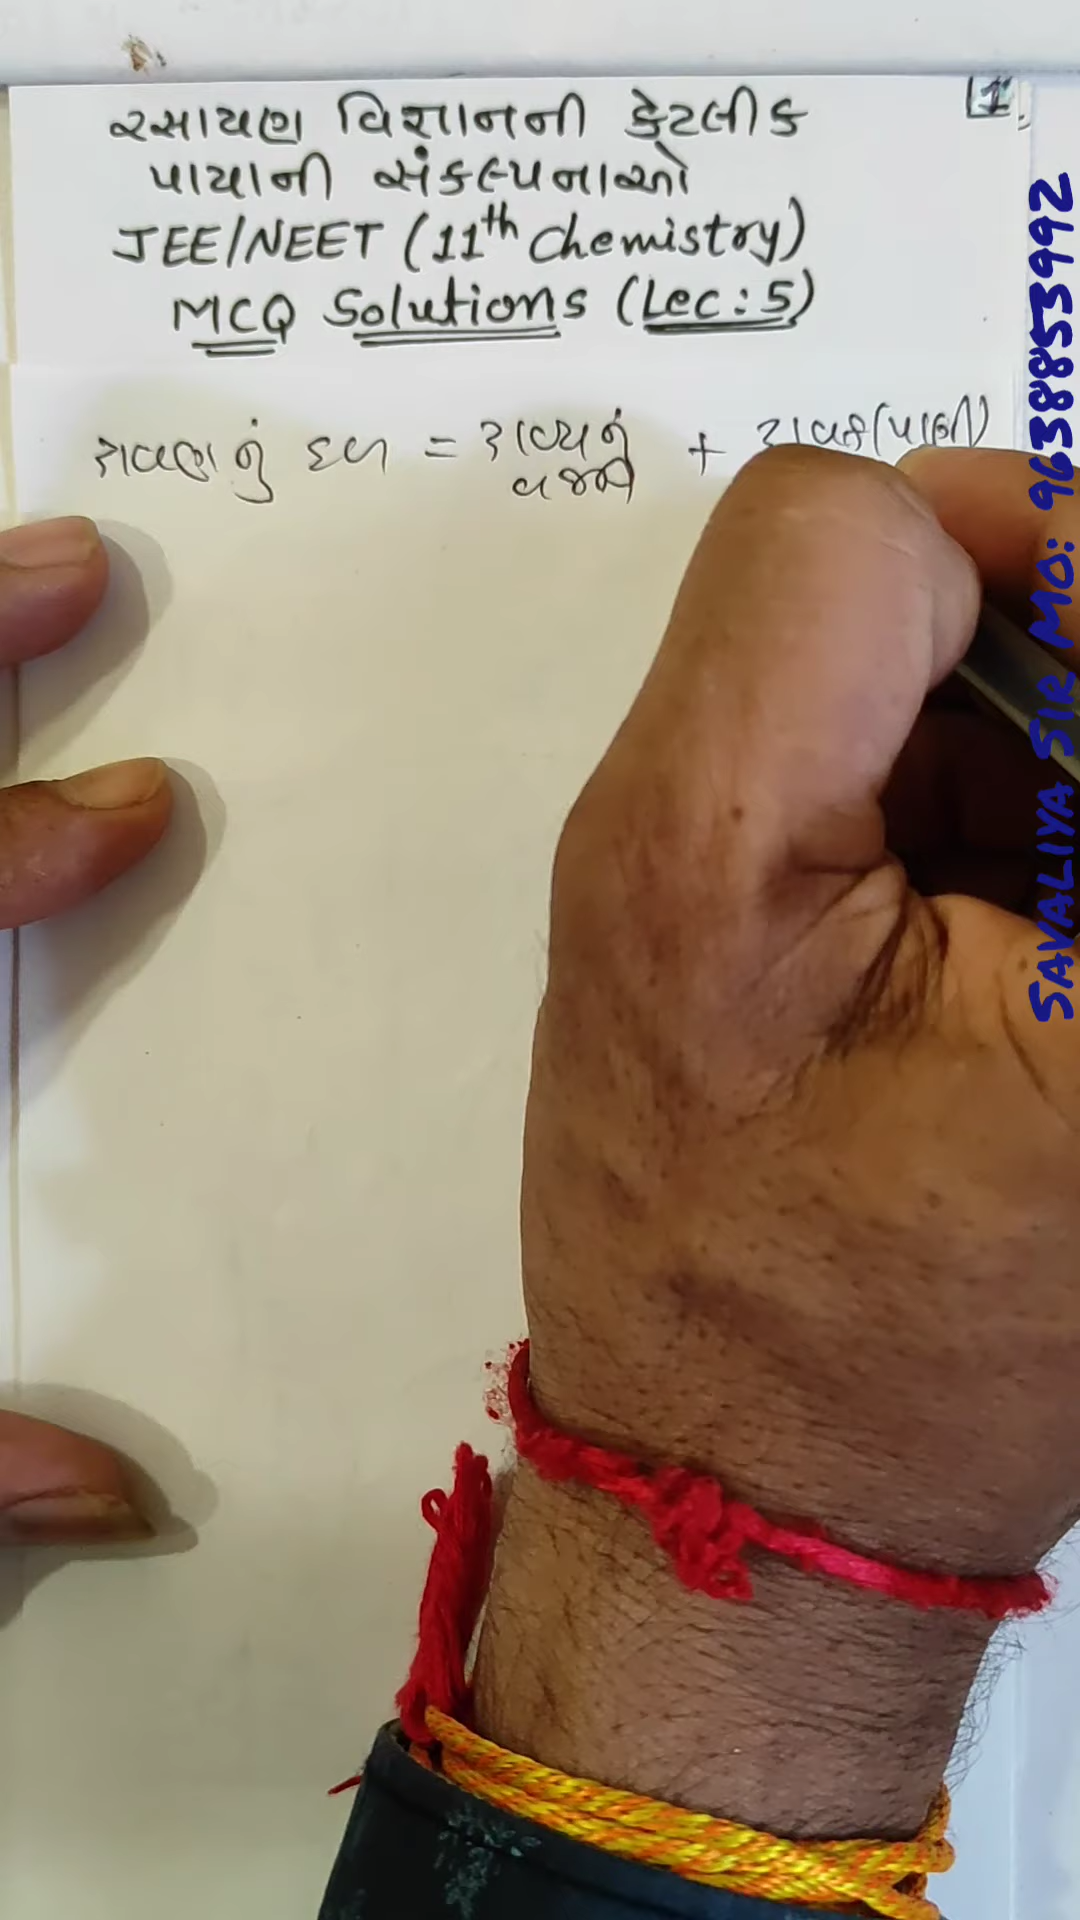 રસાયણ વિજ્ઞાનની કેટલીક
પાયાની સંકલ્પનાઓ
JEE/NEET (11th Chemistry)
MCQ Solutions (Lec: 5)
1
દ્રાવણનું દળ = દ્રાવ્યનું + દ્રાવક(પાણી)
વજન
SAVALIYA SIR MO: 9638853992